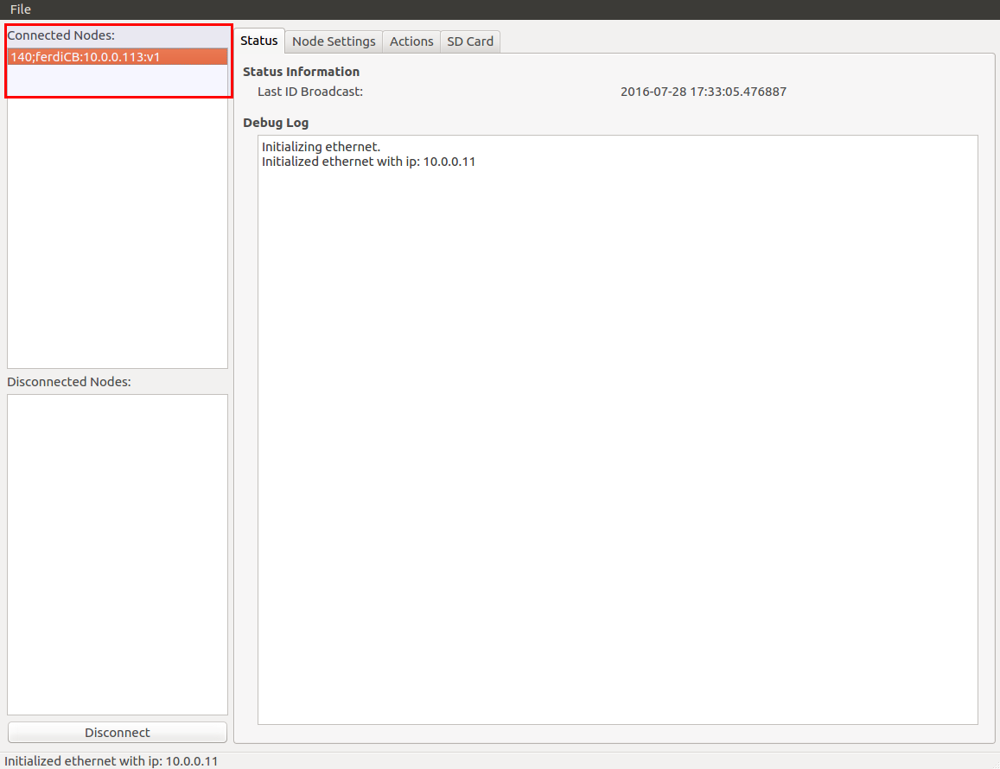 File
Connected Nodes:
140;ferdiCB:10.0.0.113:v1
Disconnected Nodes:
Disconnect
Status
Node Settings
Actions
SD Card
Status Information
Last ID Broadcast: 2016-07-28 17:33:05.476887
Debug Log
Initializing ethernet.
Initialized ethernet with ip: 10.0.0.11
Initialized ethernet with ip: 10.0.0.11